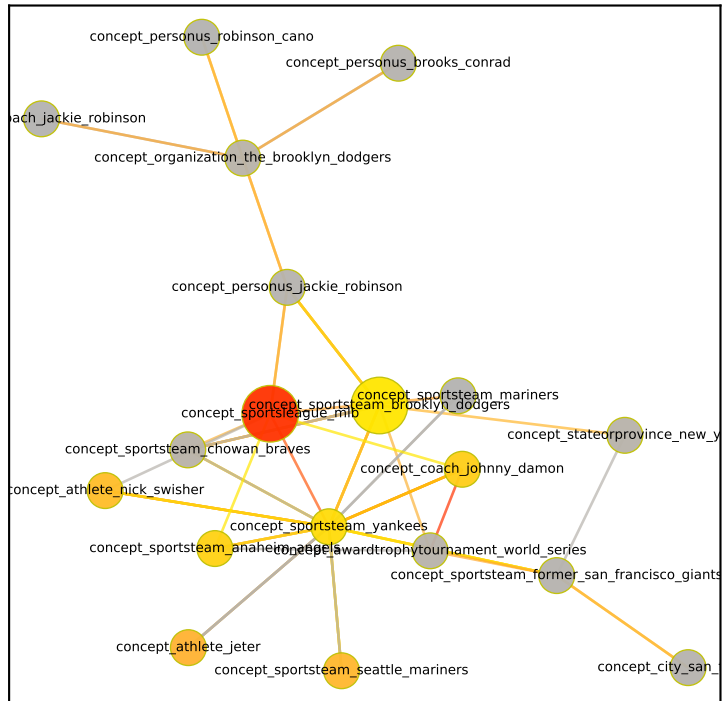 concept_personus_robinson_cano
concept_personus_brooks_conrad
ach_jackie_robinson
concept_organization_the_brooklyn_dodgers
concept_personus_jackie_robinson
concept_sportsteam_mariners
concept_sportsteam_brooklyn_dodgers
concept_sportsleague_mlb
concept_stateorprovince_new_y
concept_sportsteam_chowan_braves
concept_coach_johnny_damon
concept_athlete_nick_swisher
concept_sportsteam_yankees
concept_sportsteam_anaheim_angels
concept_awardtrophytournament_world_series
concept_sportsteam_former_san_francisco_giants
concept_athlete_jeter
concept_city_san_
concept_sportsteam_seattle_mariners